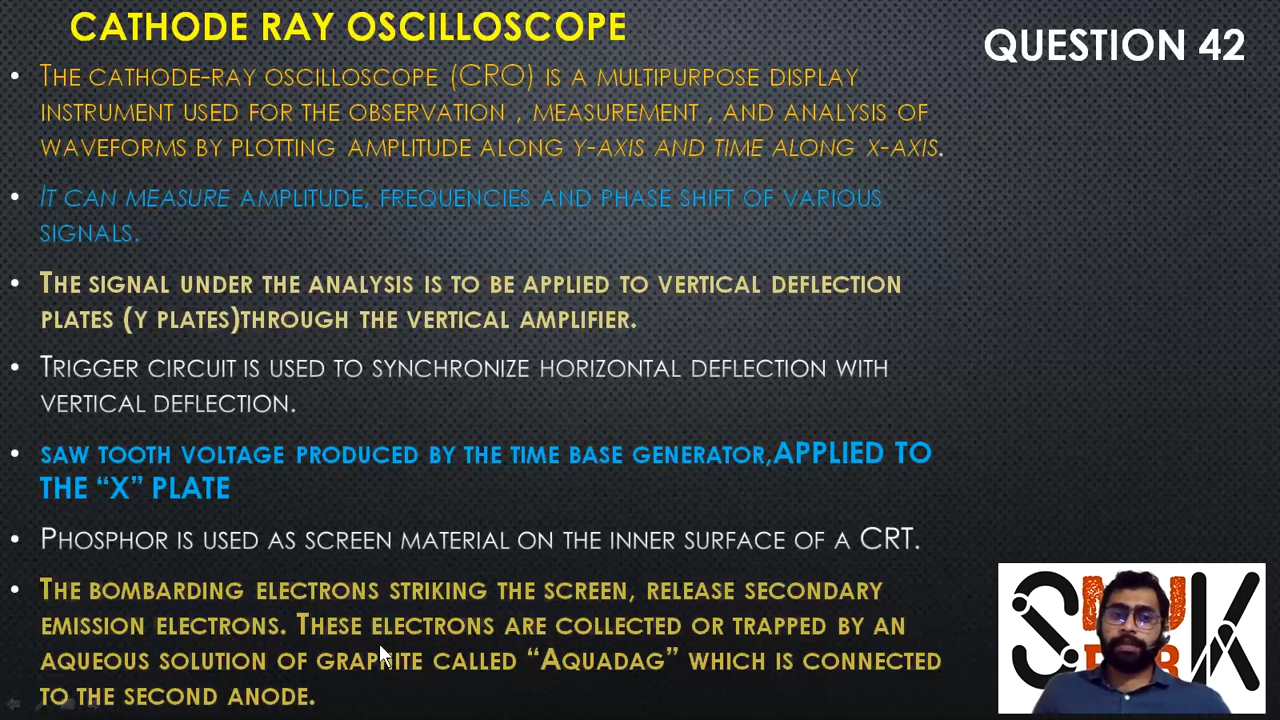 CATHODE RAY OSCILLOSCOPE
QUESTION 42
• THE CATHODE-RAY OSCILLOSCOPE (CRO) IS A MULTIPURPOSE DISPLAY
INSTRUMENT USED FOR THE OBSERVATION , MEASUREMENT , AND ANALYSIS OF
WAVEFORMS BY PLOTTING AMPLITUDE ALONG Y-AXIS AND TIME ALONG X-AXIS.
• IT CAN MEASURE AMPLITUDE, FREQUENCIES AND PHASE SHIFT OF VARIOUS
SIGNALS.
• THE SIGNAL UNDER THE ANALYSIS IS TO BE APPLIED TO VERTICAL DEFLECTION
PLATES (Y PLATES)THROUGH THE VERTICAL AMPLIFIER.
• TRIGGER CIRCUIT IS USED TO SYNCHRONIZE HORIZONTAL DEFLECTION WITH
VERTICAL DEFLECTION.
• SAW TOOTH VOLTAGE PRODUCED BY THE TIME BASE GENERATOR,APPLIED TO
THE “X” PLATE
• PHOSPHOR IS USED AS SCREEN MATERIAL ON THE INNER SURFACE OF A CRT.
• THE BOMBARDING ELECTRONS STRIKING THE SCREEN, RELEASE SECONDARY
EMISSION ELECTRONS. THESE ELECTRONS ARE COLLECTED OR TRAPPED BY AN
AQUEOUS SOLUTION OF GRAPHITE CALLED “AQUADAG” WHICH IS CONNECTED
TO THE SECOND ANODE.